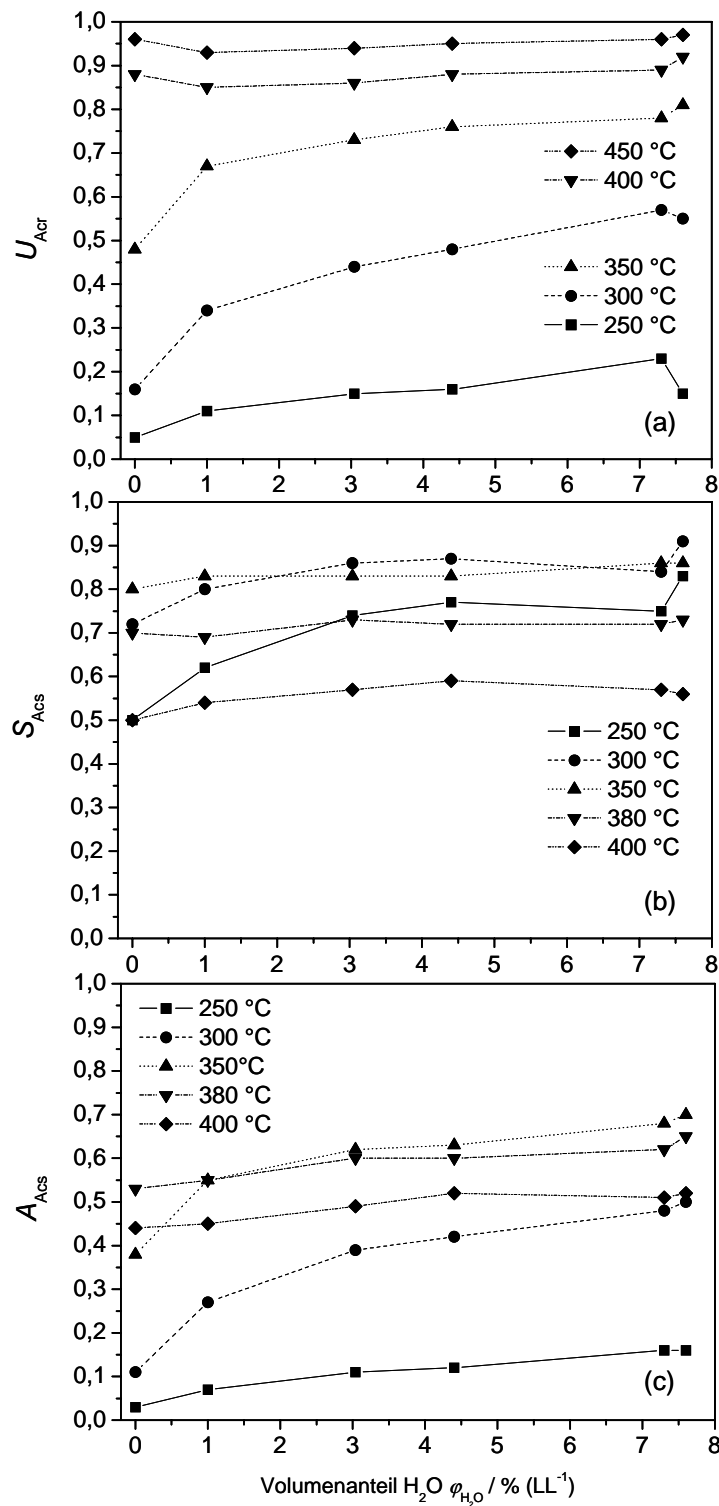 1,0
0,9
0,8
0,7
0,6
0,5
0,4
0,3
0,2
0,1
0,0
U_Acr
450 °C
400 °C
350 °C
300 °C
250 °C
(a)
0 1 2 3 4 5 6 7 8
1,0
0,9
0,8
0,7
0,6
0,5
0,4
0,3
0,2
0,1
0,0
S_Acs
250 °C
300 °C
350 °C
380 °C
400 °C
(b)
0 1 2 3 4 5 6 7 8
1,0
0,9
0,8
0,7
0,6
0,5
0,4
0,3
0,2
0,1
0,0
A_Acs
250 °C
300 °C
350°C
380 °C
400 °C
(c)
0 1 2 3 4 5 6 7 8
Volumenanteil H₂O φ_H₂O / % (LL⁻¹)